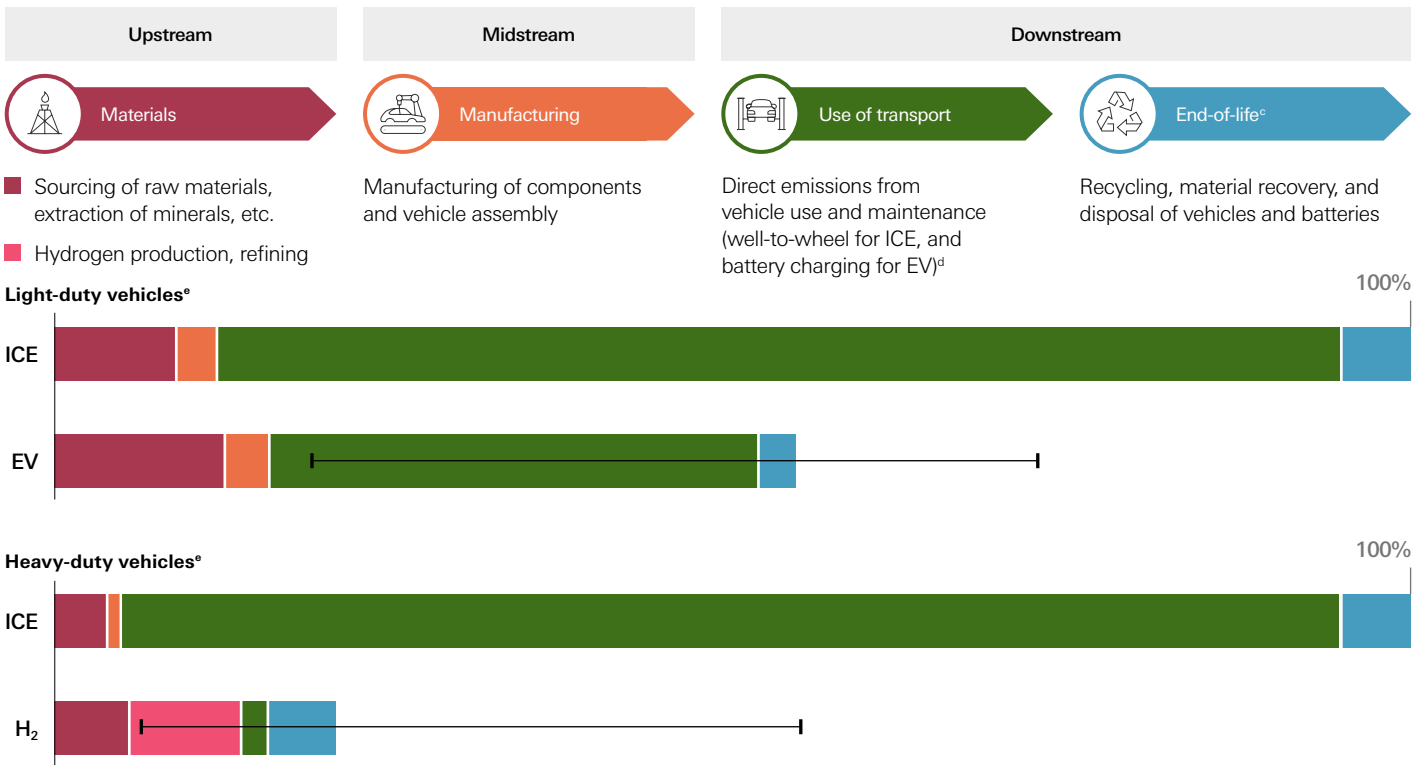 Upstream
Midstream
Downstream
Materials
Manufacturing
Use of transport
End-of-lifeᶜ
Sourcing of raw materials,
extraction of minerals, etc.
Hydrogen production, refining
Manufacturing of components
and vehicle assembly
Direct emissions from
vehicle use and maintenance
(well-to-wheel for ICE, and
battery charging for EV)ᵈ
Recycling, material recovery, and
disposal of vehicles and batteries
Light-duty vehiclesᵉ
100%
ICE
EV
Heavy-duty vehiclesᵉ
100%
ICE
H₂